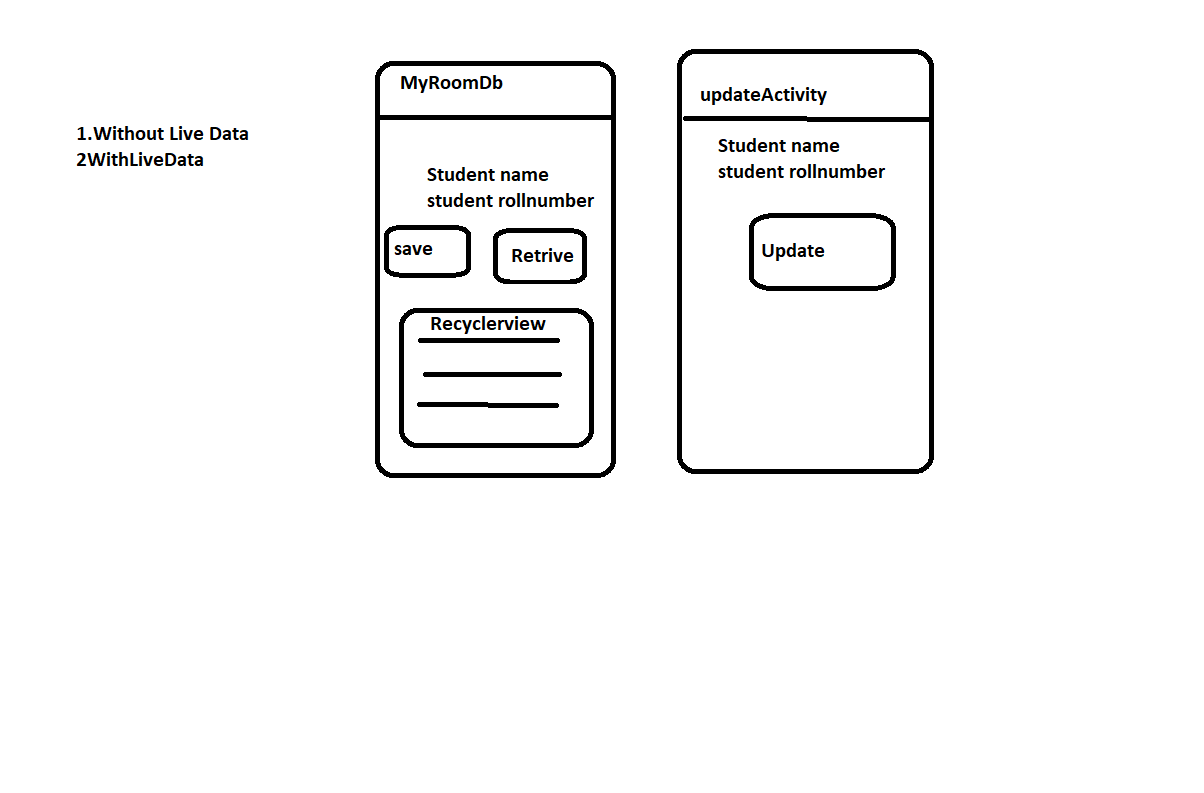 1.Without Live Data
2WithLiveData
MyRoomDb
Student name
student rollnumber
save
Retrive
Recyclerview
updateActivity
Student name
student rollnumber
Update